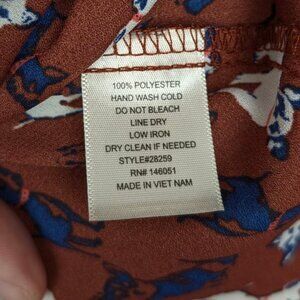 100% POLYESTER
HAND WASH COLD
DO NOT BLEACH
LINE DRY
LOW IRON
DRY CLEAN IF NEEDED
STYLE#28259
RN# 146051
MADE IN VIET NAM